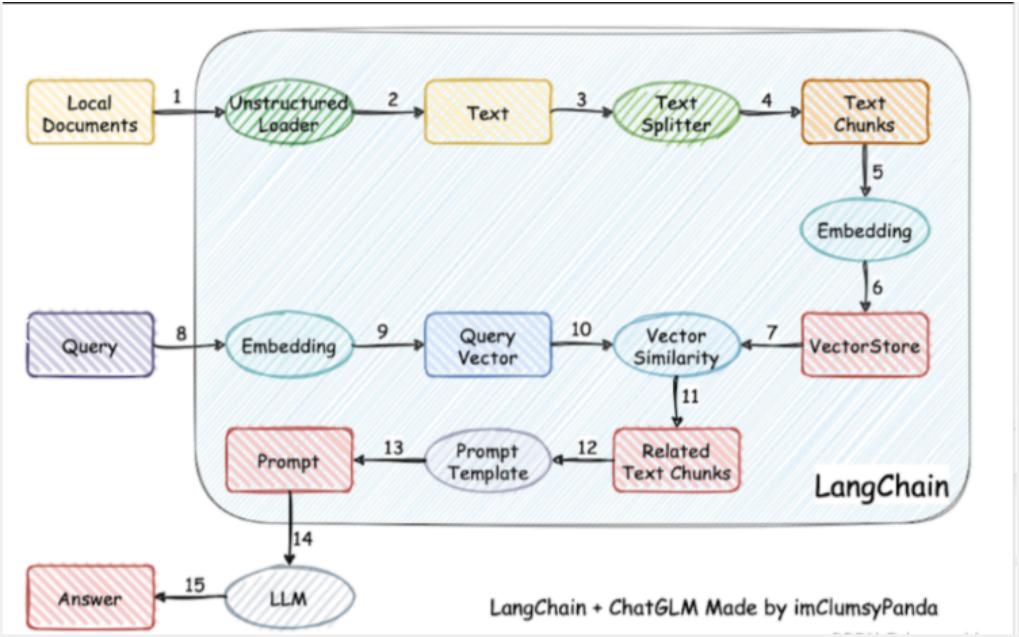 Local
Documents
1
Unstructured
Loader
2
Text
3
Text
Splitter
4
Text
Chunks
5
Embedding
6
Query
8
Embedding
9
Query
Vector
10
Vector
Similarity
7
VectorStore
11
Prompt
13
Prompt
Template
12
Related
Text Chunks
LangChain
14
Answer
15
LLM
LangChain + ChatGLM Made by imClumsyPanda